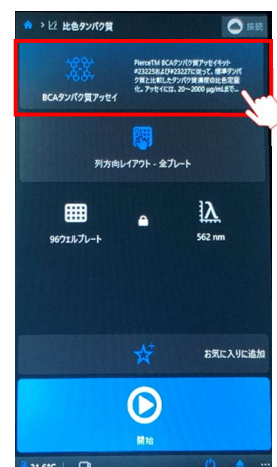 > 比色タンパク質
接続
BCAタンパク質アッセイ
PierceTM BCAタンパク質アッセイキット
#23225および#23227に従って、標準タンパ
ク質と比較したタンパク質濃度の比色定量
化。アッセイには、20～2000 µg/mLまで...
列方向レイアウト - 全プレート
96ウェルプレート
562 nm
お気に入りに追加
開始